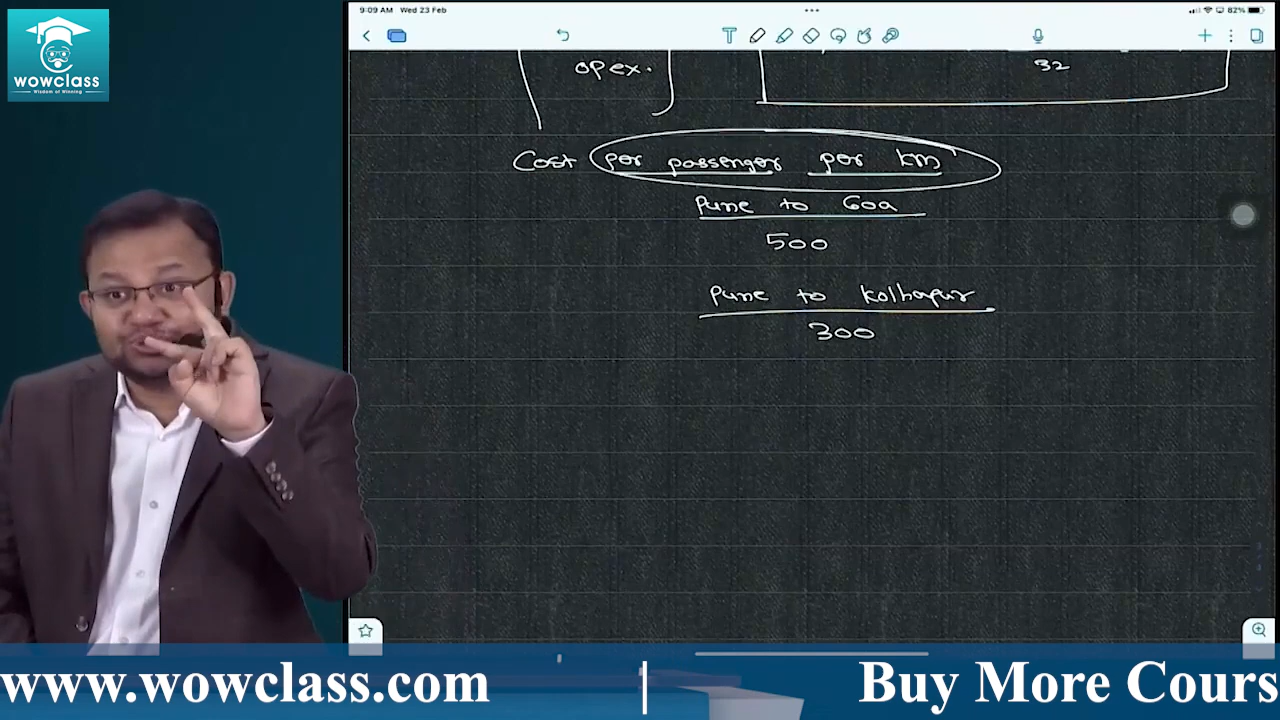 9:09 AM Wed 23 Feb
82%
wowclass
Wisdom of Winning
opex.
32
Cost per passenger per km
Pune to Goa
500
Pune to Kolhapur
300
www.wowclass.com | Buy More Cours